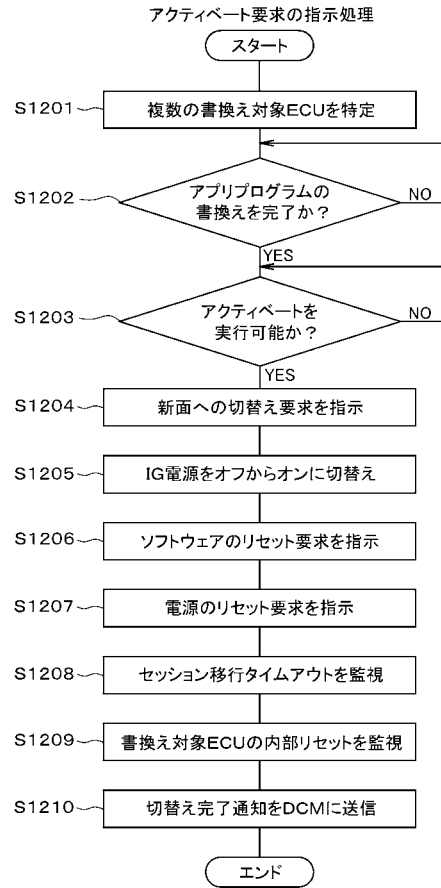 アクティベート要求の指示処理
スタート
S1201
複数の書換え対象ECUを特定
S1202
アプリプログラムの
書換えを完了か？
NO
YES
S1203
アクティベートを
実行可能か？
NO
YES
S1204
新面への切替え要求を指示
S1205
IG電源をオフからオンに切替え
S1206
ソフトウェアのリセット要求を指示
S1207
電源のリセット要求を指示
S1208
セッション移行タイムアウトを監視
S1209
書換え対象ECUの内部リセットを監視
S1210
切替え完了通知をDCMに送信
エンド